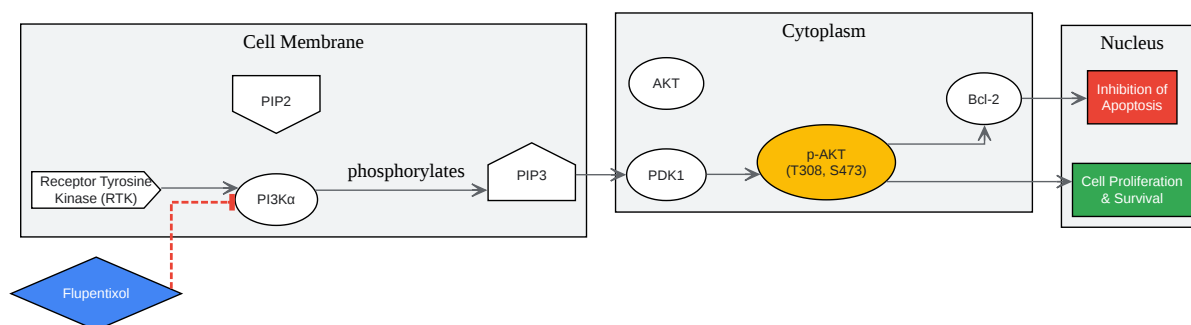 Cell Membrane
PIP2
Receptor Tyrosine
Kinase (RTK)
PI3Kα
phosphorylates
PIP3
Flupentixol
Cytoplasm
AKT
PDK1
p-AKT
(T308, S473)
Bcl-2
Nucleus
Inhibition of
Apoptosis
Cell Proliferation
& Survival